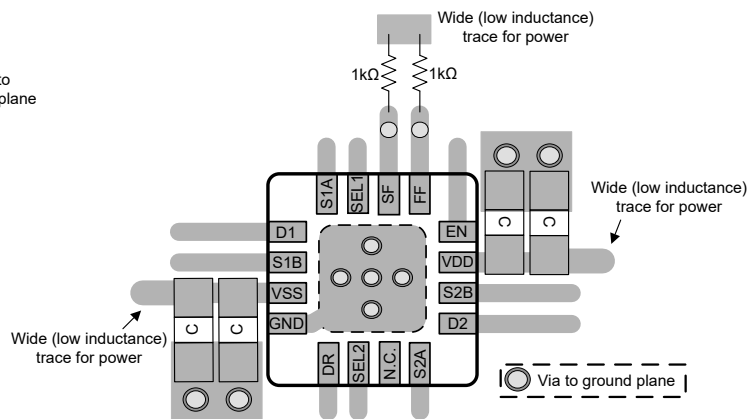 Wide (low inductance)
trace for power
to
plane
1kΩ
1kΩ
S1A
SEL1
SF
FF
C
C
Wide (low inductance)
trace for power
D1
S1B
VSS
GND
EN
VDD
S2B
D2
C
C
Wide (low inductance)
trace for power
DR
SEL2
N.C.
S2A
Via to ground plane